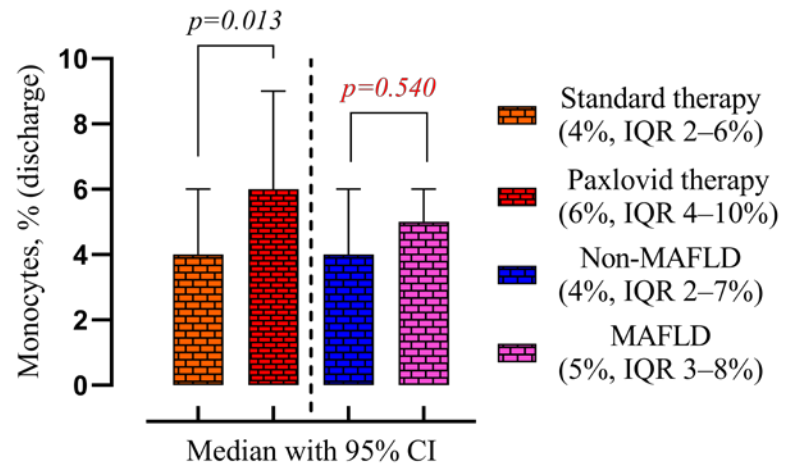 p=0.013
p=0.540
Monocytes, % (discharge)
10
8
6
4
2
0
Median with 95% CI
Standard therapy
(4%, IQR 2–6%)
Paxlovid therapy
(6%, IQR 4–10%)
Non-MAFLD
(4%, IQR 2–7%)
MAFLD
(5%, IQR 3–8%)